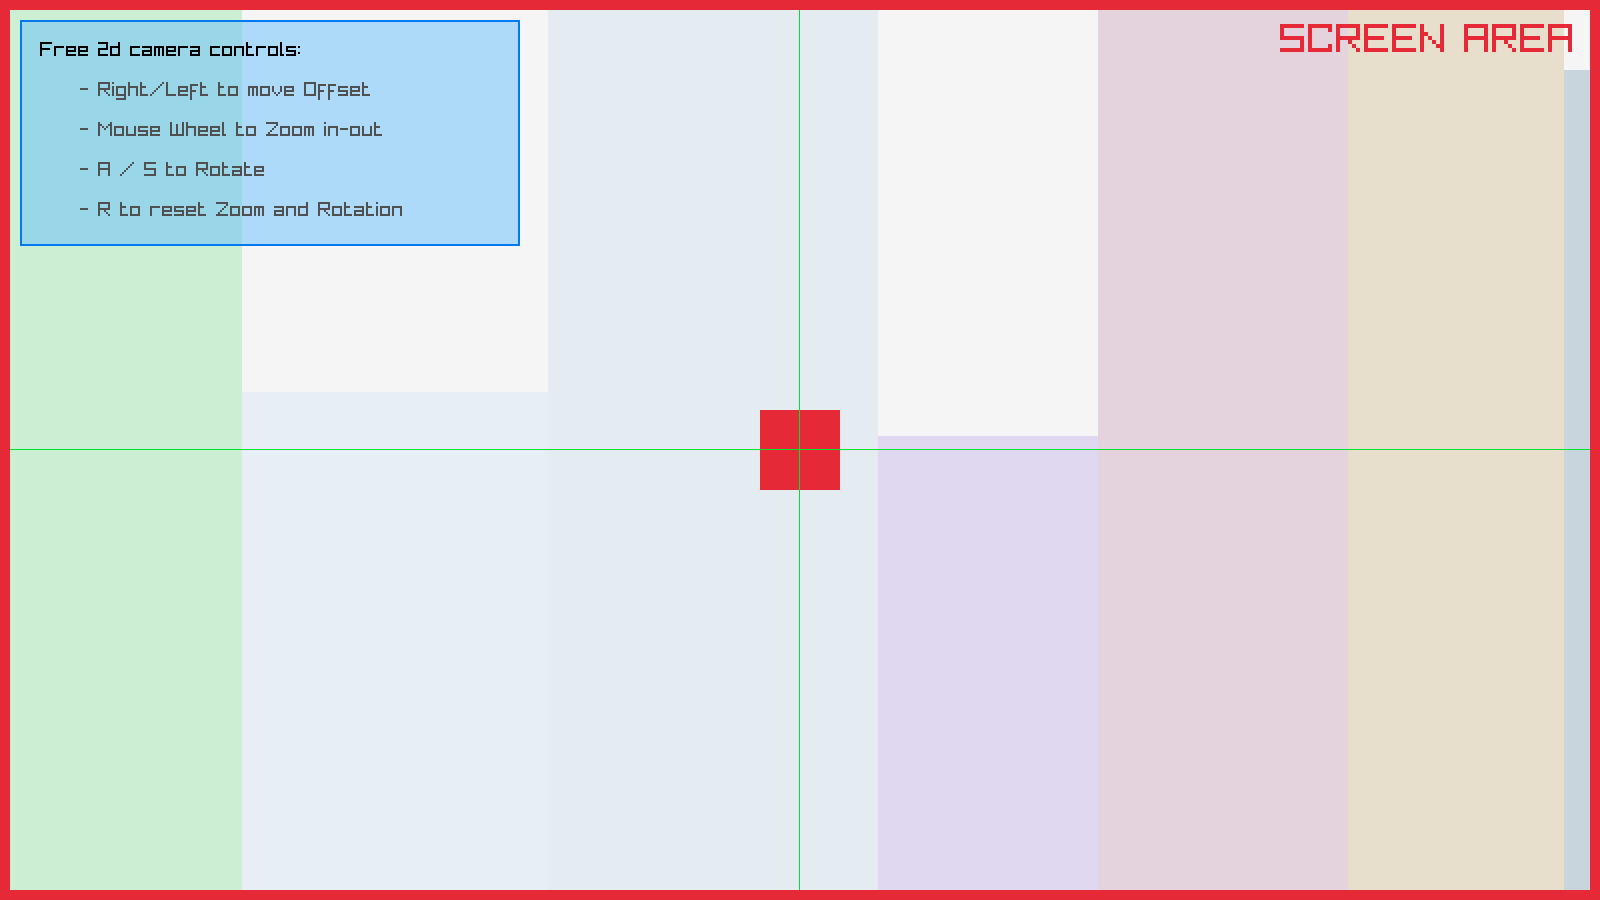 SCREEN AREA
Free 2d camera controls:
- Right/Left to move Offset
- Mouse Wheel to Zoom in-out
- A / S to Rotate
- R to reset Zoom and Rotation